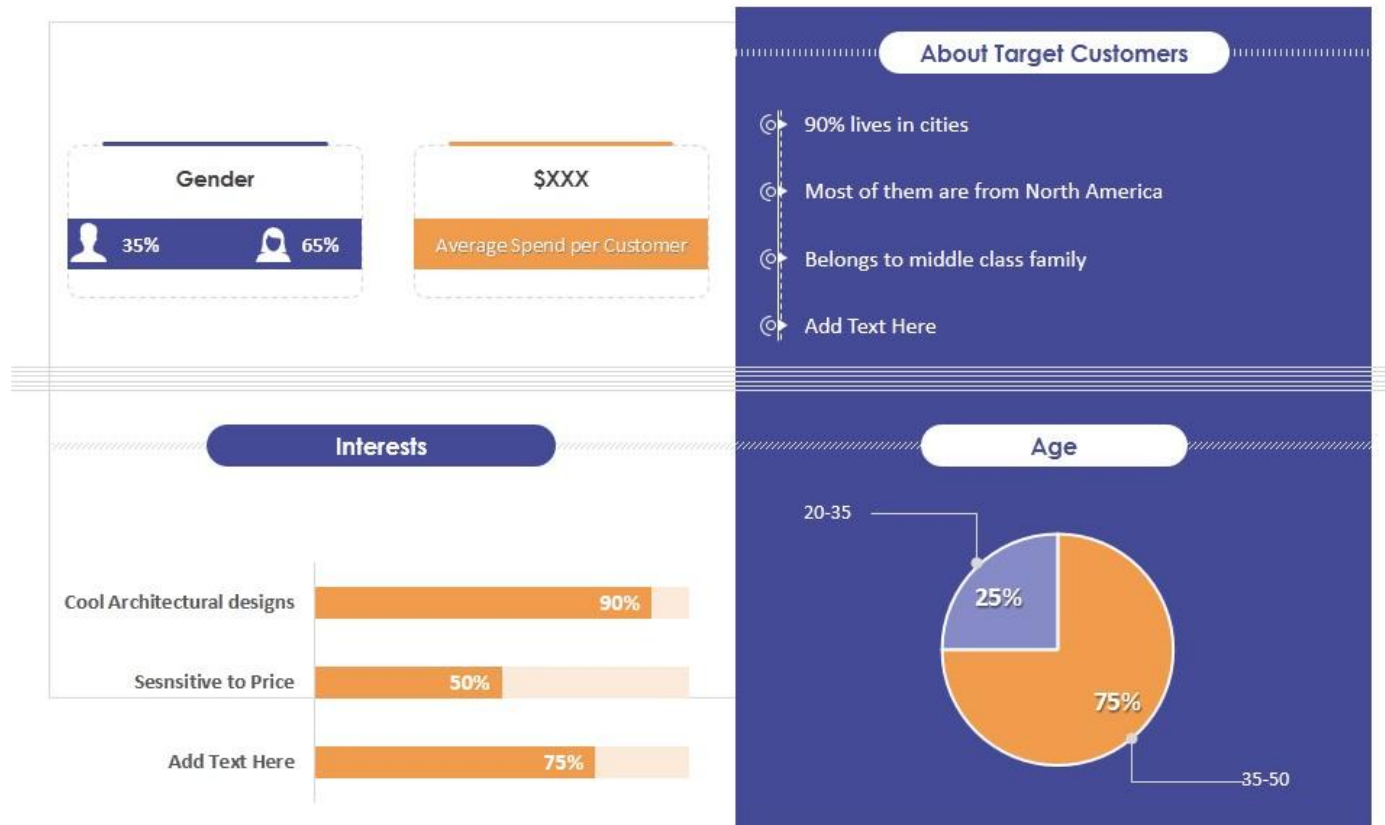 Gender
35%
65%
$XXX
Average Spend per Customer
About Target Customers
90% lives in cities
Most of them are from North America
Belongs to middle class family
Add Text Here
Interests
Cool Architectural designs
90%
Sesnsitive to Price
50%
Add Text Here
75%
Age
20-35
25%
75%
35-50